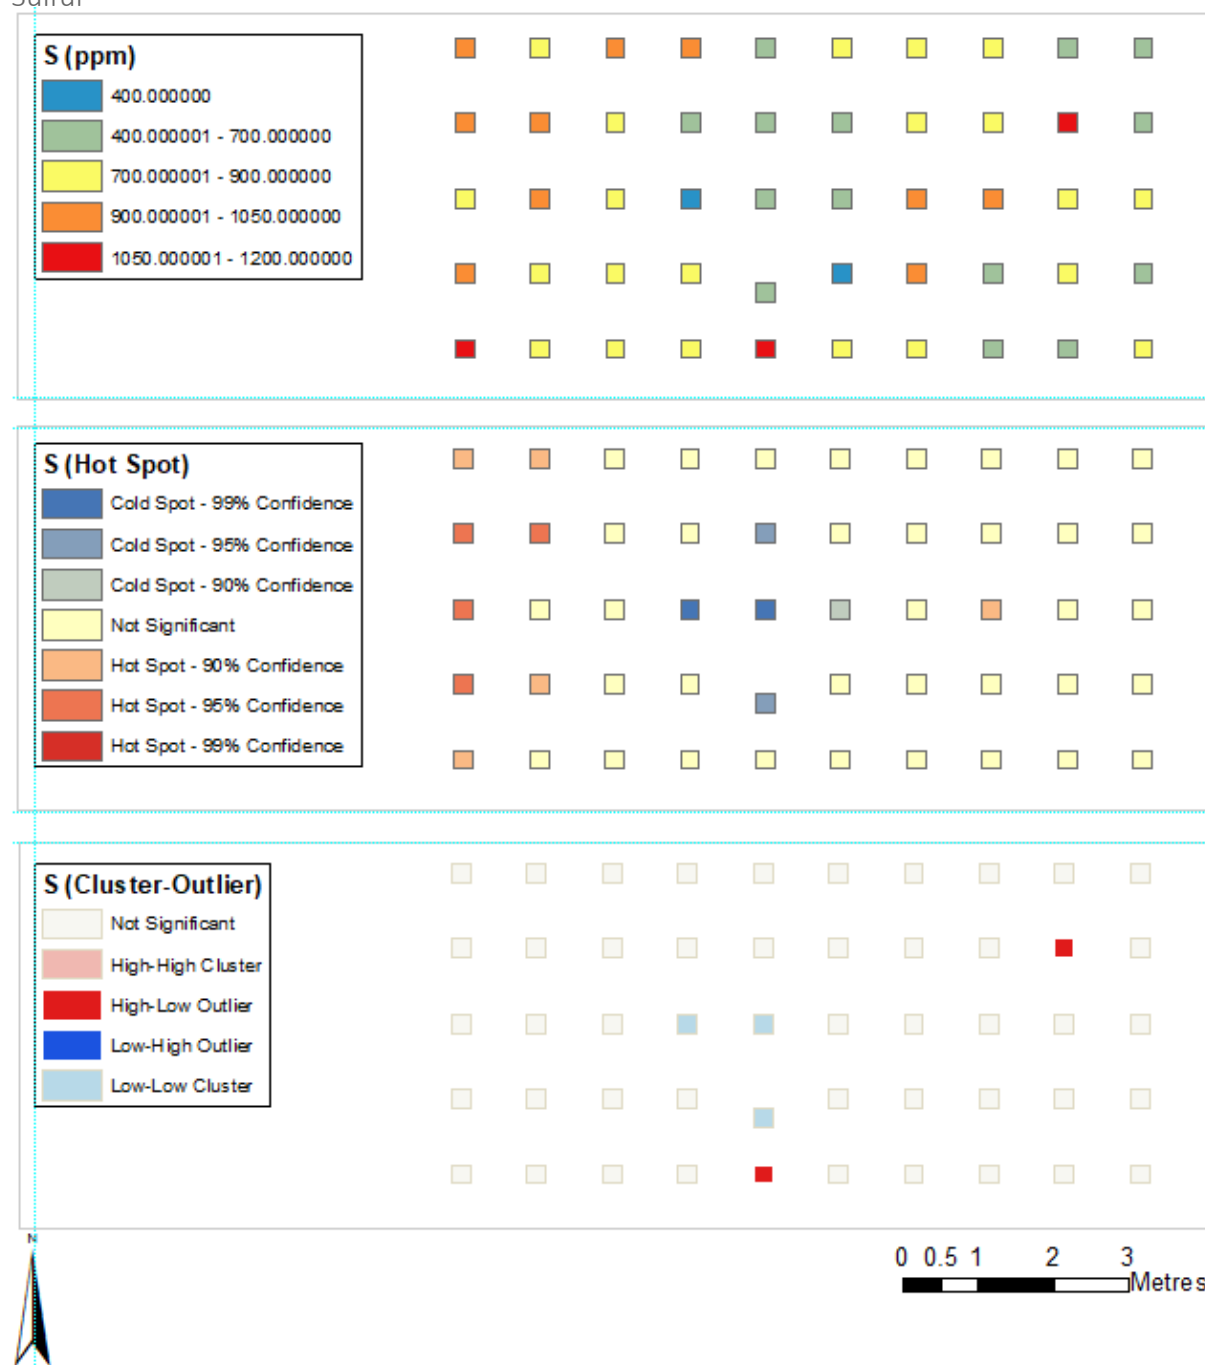 Sulfur
S (ppm)
400.000000
400.000001 - 700.000000
700.000001 - 900.000000
900.000001 - 1050.000000
1050.000001 - 1200.000000
S (Hot Spot)
Cold Spot - 99% Confidence
Cold Spot - 95% Confidence
Cold Spot - 90% Confidence
Not Significant
Hot Spot - 90% Confidence
Hot Spot - 95% Confidence
Hot Spot - 99% Confidence
S (Cluster-Outlier)
Not Significant
High-High Cluster
High-Low Outlier
Low-High Outlier
Low-Low Cluster
N
0 0.5 1 2 3
Metres